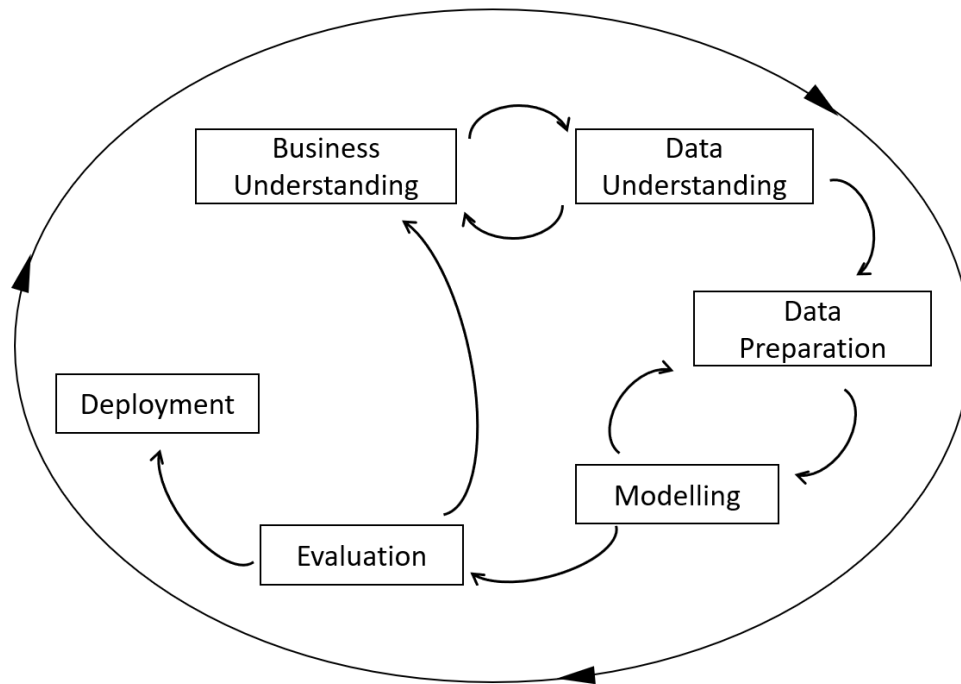 Business
Understanding
Data
Understanding
Data
Preparation
Deployment
Modelling
Evaluation